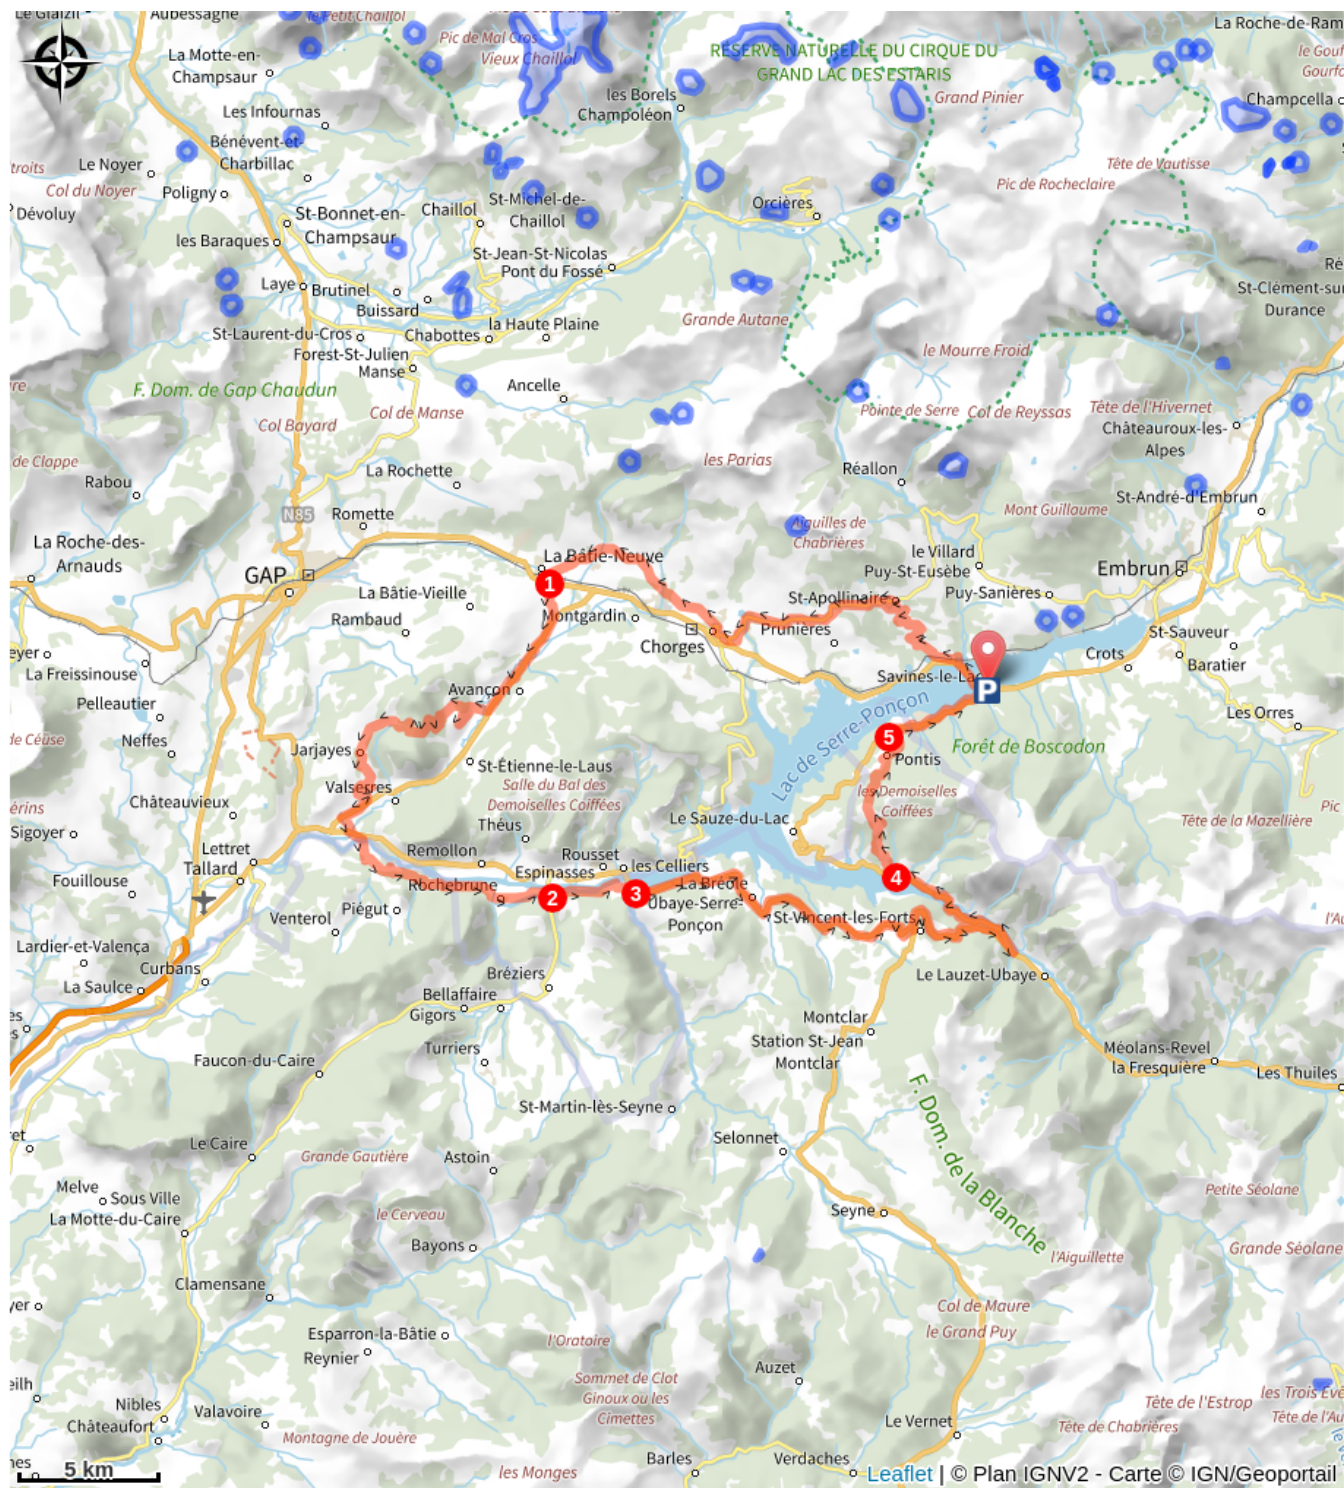 Aubessagne
le Petit Chaillol
La Roche-de-Ram
Pic de Mal Cros
Vieux Chaillol
La Motte-en-
Champsaur
RÉSERVE NATURELLE DU CIRQUE DU
GRAND LAC DES ESTARIS
les Borels
Champoléon
Grand Pinier
Champcella
Les Infournas
Bénévent-et-
Charbillac
Le Noyer
Col du Noyer
Poligny
Dévoluy
Tête de Vautisse
Pic de Rocheclaire
St-Bonnet-en-
Champsaur
Chaillol
St-Michel-de-
Chaillol
Orcières
les Baraques
St-Jean-St-Nicolas
Pont du Fossé
Laye
Brutinel
Buissard
St-Clément-sur
Durance
St-Laurent-du-Cros
Chabottes
la Haute Plaine
Grande Autane
Forest-St-Julien
Manse
le Mourre Froid
F. Dom. de Gap Chaudun
Ancelle
Col de Manse
Col Bayard
Pointe de Serre
Col de Reyssas
Tête de l'Hivernet
Châteauroux-les-
Alpes
de Clappe
Rabou
La Rochette
les Parias
Réallon
St-André-d'Embrun
N85
Romette
Aiguilles de
Chabrières
Mont Guillaume
La Roche-des-
Arnauds
GAP
La Bâtie-Neuve
le Villard
Puy-St-Eusèbe
Embrun
1
La Bâtie-Vieille
Rambaud
Montgardin
St-Apollinaire
Puy-Sanières
Chorges
Prunières
St-Sauveur
Baratier
Crots
La Freissinouse
Savines-le-Lac
P
Pelleautier
Avançon
Les Orres
Neffes
Jarjayes
Lac de Serre-Ponçon
5
Pontis
Forêt de Boscodon
St-Étienne-le-Laus
Salle du Bal des
Demoiselles Coiffées
Valserres
les Demoiselles
Coiffées
Châteauvieux
Sigoyer
Théus
Le Sauze-du-Lac
Tête de la Mazellière
Lettret
Tallard
Remollon
Rousset
Espinasses
les Celliers
Fouillouse
Rochebrune
2
3
4
La Bréole
Ubaye-Serre-
Ponçon
Venterol
Piégut
St-Vincent-les-Forts
Lardier-et-Valença
Curbans
La Saulce
Bréziers
Le Lauzet-Ubaye
Bellaffaire
Gigors
Montclar
Station St-Jean
Montclar
Turriers
Faucon-du-Caire
Méolans-Revel
la Fresquière
Les Thuiles
St-Martin-lès-Seyne
F. Dom. de la Blanche
Selonnet
Le Caire
Grande Gautière
Astoin
Melve
Sous Ville
La Motte-du-Caire
Petite Séolane
le Cerveau
Seyne
Bayons
l'Aiguillette
Grande Séolane
Clamensane
Col de Maure
le Grand Puy
Esparron-la-Bâtie
Reynier
l'Oratoire
Auzet
Sommet de Clot
Ginoux ou les
Cimettes
Nibles
Châteaufort
Valavoire
Tête de l'Estrop
Tête de Chabrières
Le Vernet
Montagne de Jouère
les Monges
Barles
Verdaches
5 km
Leaflet | © Plan IGNV2 - Carte © IGN/Geoportail